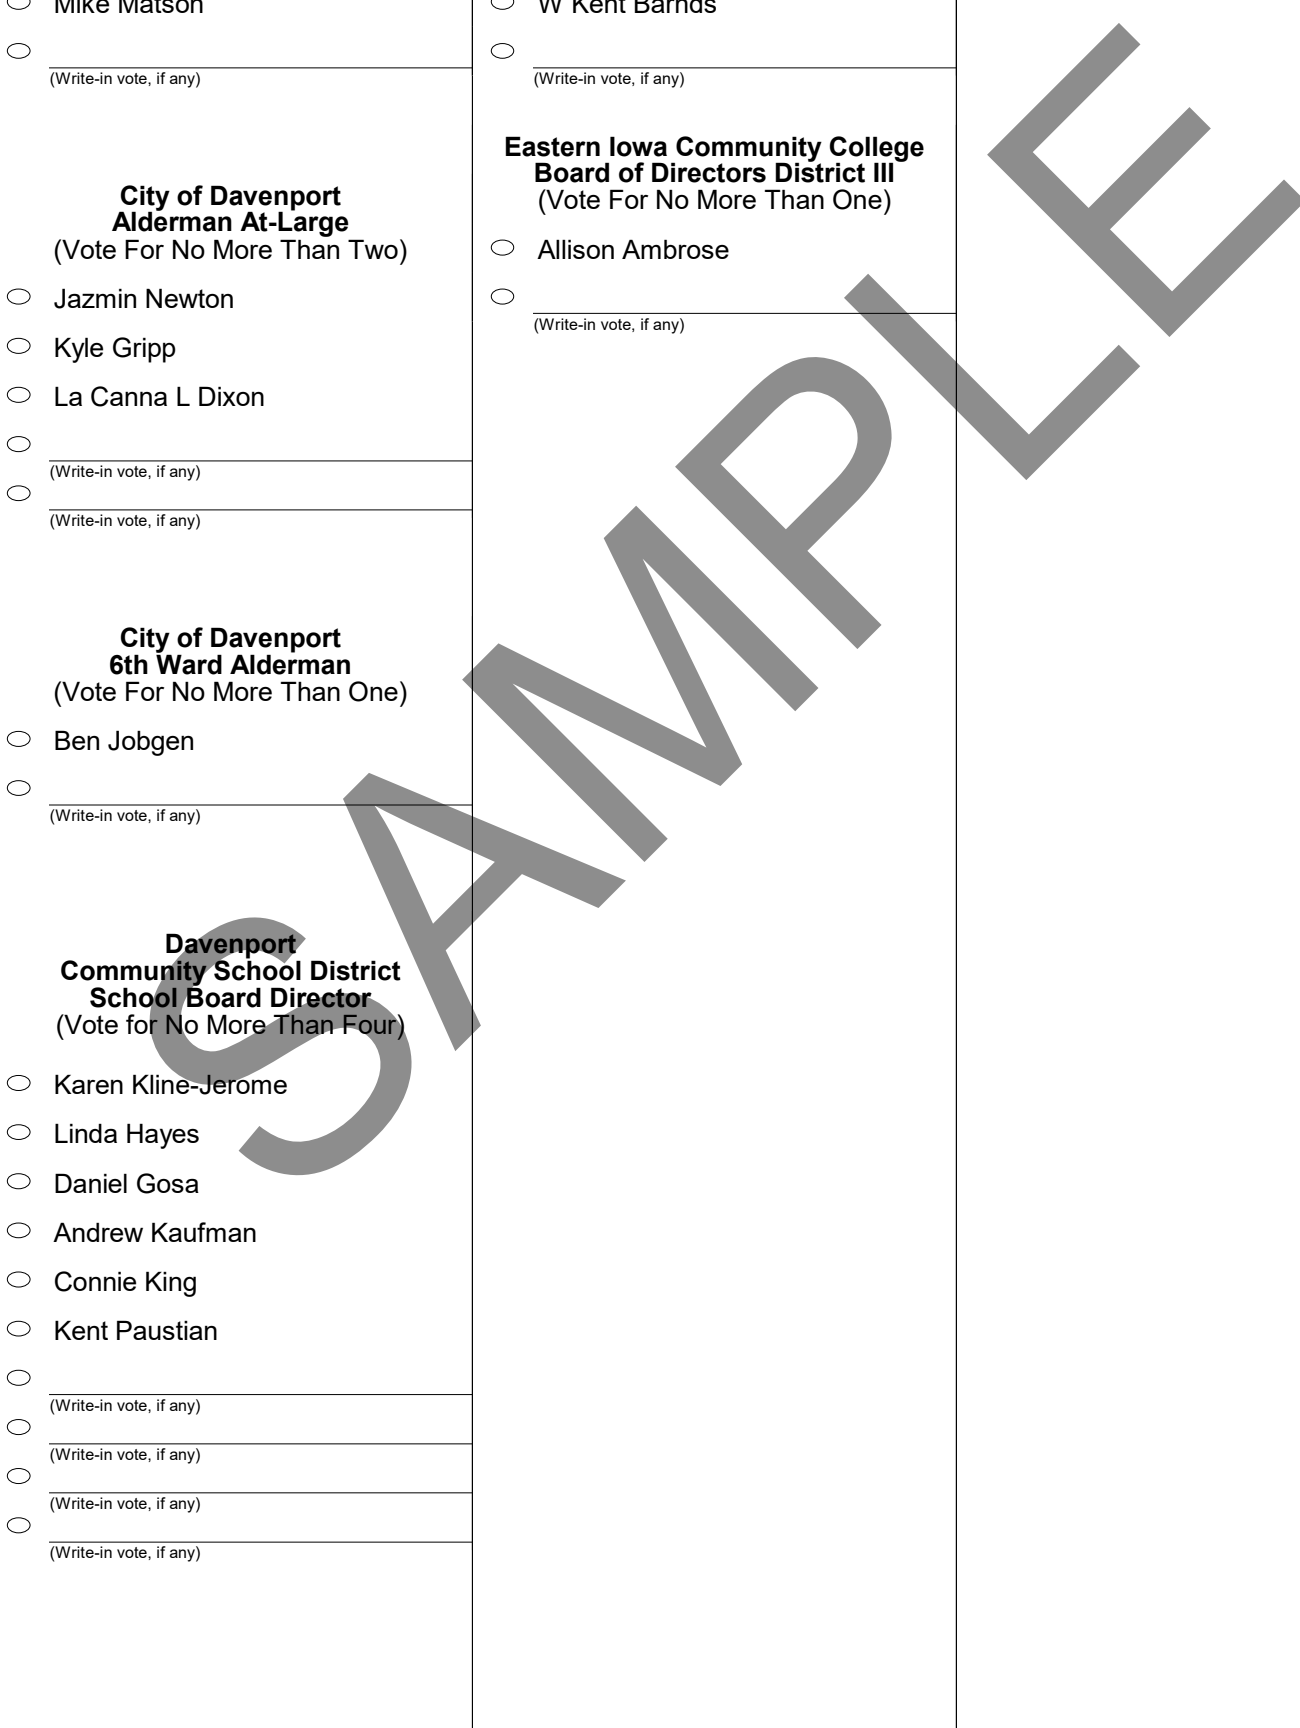 Mike Matson
(Write-in vote, if any)
City of Davenport
Alderman At-Large
(Vote For No More Than Two)
Jazmin Newton
Kyle Gripp
La Canna L Dixon
(Write-in vote, if any)
(Write-in vote, if any)
City of Davenport
6th Ward Alderman
(Vote For No More Than One)
Ben Jobgen
(Write-in vote, if any)
Davenport
Community School District
School Board Director
(Vote for No More Than Four)
Karen Kline-Jerome
Linda Hayes
Daniel Gosa
Andrew Kaufman
Connie King
Kent Paustian
(Write-in vote, if any)
(Write-in vote, if any)
(Write-in vote, if any)
(Write-in vote, if any)
W Kent Barnds
(Write-in vote, if any)
Eastern Iowa Community College
Board of Directors District III
(Vote For No More Than One)
Allison Ambrose
(Write-in vote, if any)
SAMPLE